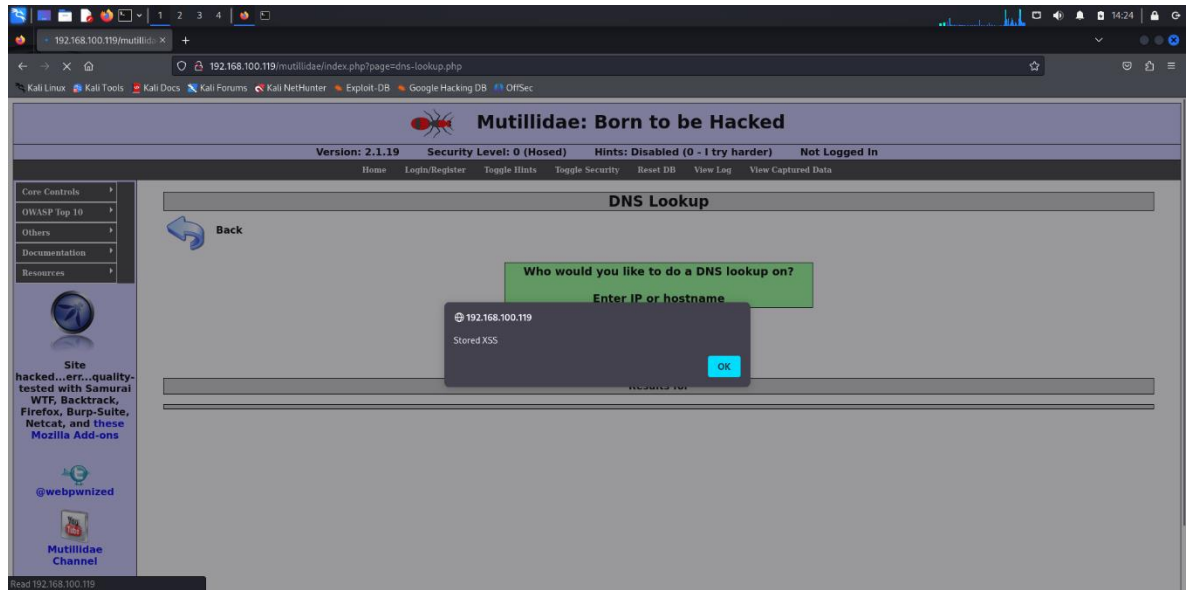 1 2 3 4
14:24
192.168.100.119/mutillida
192.168.100.119/mutillidae/index.php?page=dns-lookup.php
Kali Linux Kali Tools Kali Docs Kali Forums Kali NetHunter Exploit-DB Google Hacking DB OffSec
Mutillidae: Born to be Hacked
Version: 2.1.19 Security Level: 0 (Hosed) Hints: Disabled (0 - I try harder) Not Logged In
Home Login/Register Toggle Hints Toggle Security Reset DB View Log View Captured Data
Core Controls
OWASP Top 10
Others
Documentation
Resources
Site
hacked...err...quality-
tested with Samurai
WTF, Backtrack,
Firefox, Burp-Suite,
Netcat, and these
Mozilla Add-ons
@webpwnized
Mutillidae
Channel
DNS Lookup
Back
Who would you like to do a DNS lookup on?
Enter IP or hostname
192.168.100.119
Stored XSS
OK
Results for
Read 192.168.100.119